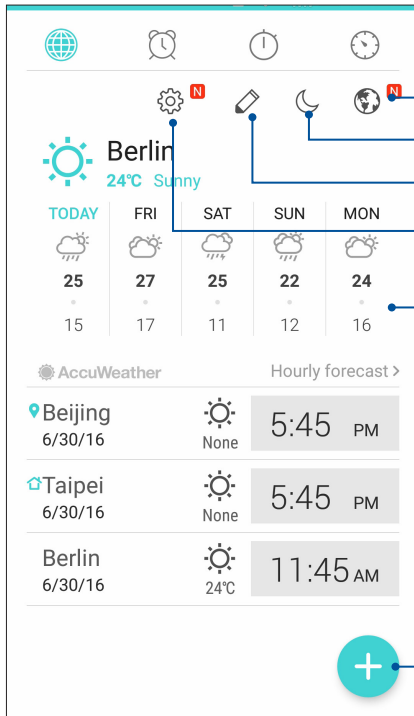 N
N
Berlin
24°C Sunny
TODAY FRI SAT SUN MON
25 27 25 22 24
15 17 11 12 16
AccuWeather Hourly forecast >
Beijing
6/30/16
None
5:45 PM
Taipei
6/30/16
None
5:45 PM
Berlin
6/30/16
24°C
11:45 AM